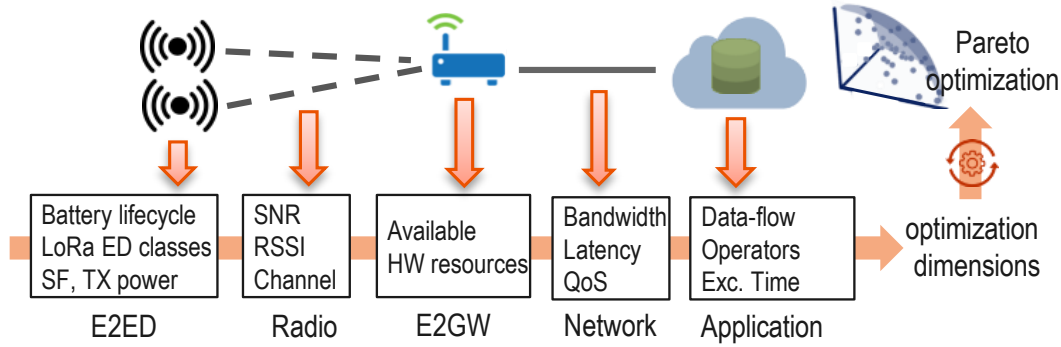 Pareto
optimization
Battery lifecycle
LoRa ED classes
SF, TX power
SNR
RSSI
Channel
Available
HW resources
Bandwidth
Latency
QoS
Data-flow
Operators
Exc. Time
optimization
dimensions
E2ED
Radio
E2GW
Network
Application